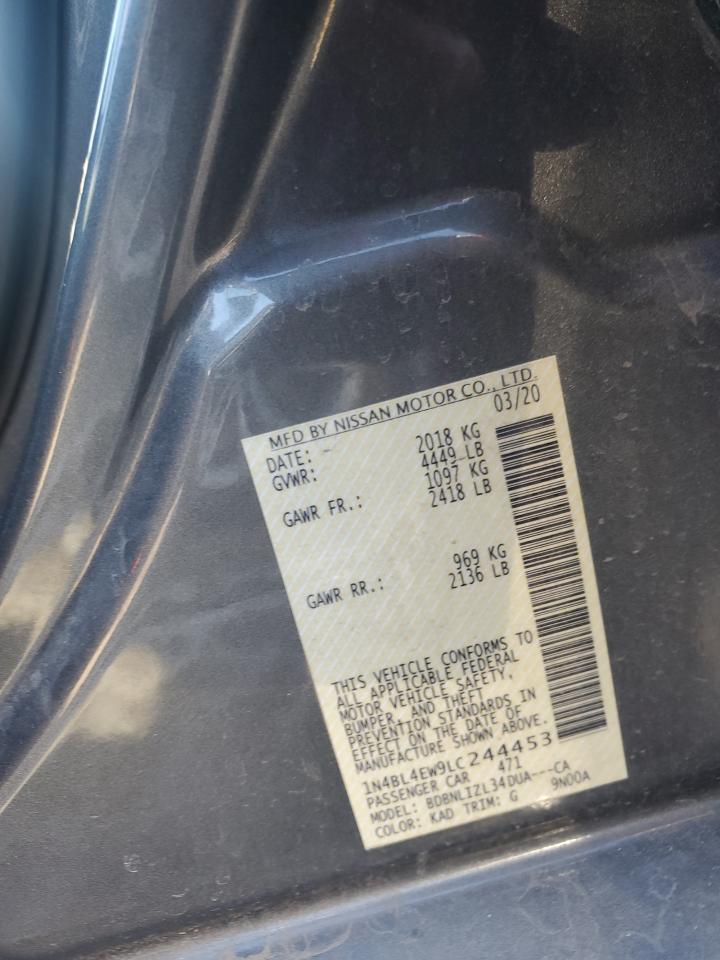 MFD BY NISSAN MOTOR CO., LTD.
DATE: - 03/20
GVWR: 2018 KG
4449 LB
GAWR FR.: 1097 KG
2418 LB
GAWR RR.: 969 KG
2136 LB
THIS VEHICLE CONFORMS TO
ALL APPLICABLE FEDERAL
MOTOR VEHICLE SAFETY,
BUMPER, AND THEFT
PREVENTION STANDARDS IN
EFFECT ON THE DATE OF
MANUFACTURE SHOWN ABOVE.
1N4BL4EW9LC244453
PASSENGER CAR 471
MODEL: BDBNLIZL34DUA---CA
COLOR: KAD TRIM: G 9N00A